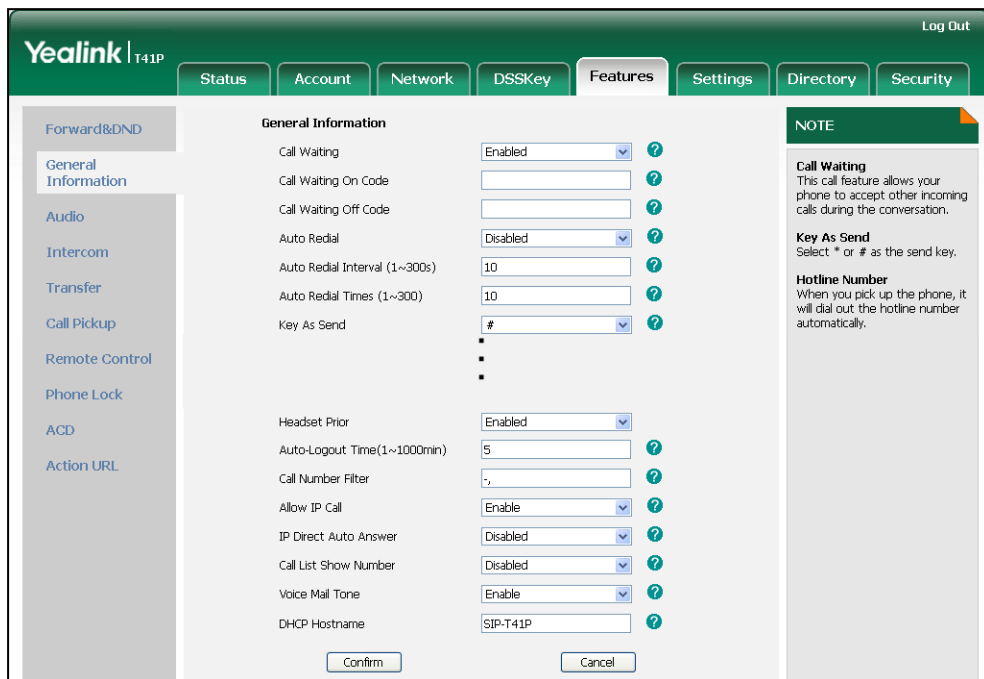 Log Out
Yealink T41P
Status Account Network DSSKey Features Settings Directory Security
Forward&DND
General
Information
Audio
Intercom
Transfer
Call Pickup
Remote Control
Phone Lock
ACD
Action URL
General Information
Call Waiting Enabled ?
Call Waiting On Code ?
Call Waiting Off Code ?
Auto Redial Disabled ?
Auto Redial Interval (1~300s) 10 ?
Auto Redial Times (1~300) 10 ?
Key As Send # ?
Headset Prior Enabled
Auto-Logout Time(1~1000min) 5 ?
Call Number Filter -, ?
Allow IP Call Enable ?
IP Direct Auto Answer Disabled ?
Call List Show Number Disabled ?
Voice Mail Tone Enable ?
DHCP Hostname SIP-T41P ?
Confirm Cancel
NOTE
Call Waiting
This call feature allows your
phone to accept other incoming
calls during the conversation.
Key As Send
Select * or # as the send key.
Hotline Number
When you pick up the phone, it
will dial out the hotline number
automatically.